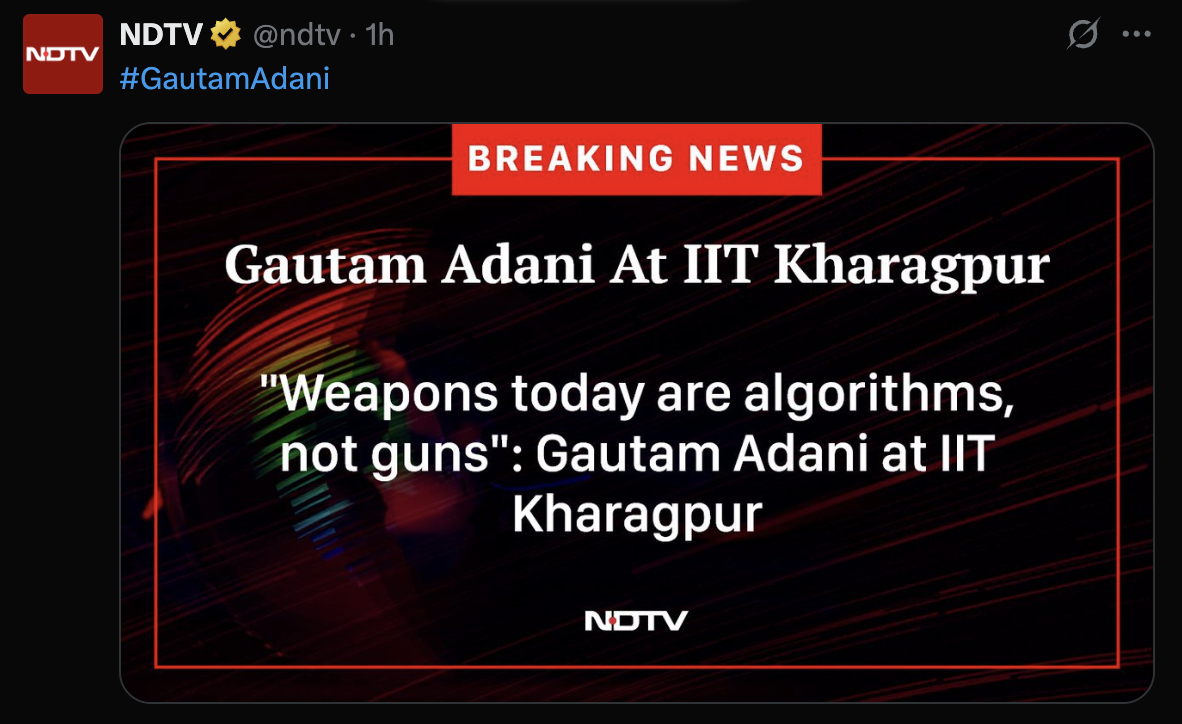 NDTV
NDTV @ndtv · 1h
#GautamAdani
BREAKING NEWS
Gautam Adani At IIT Kharagpur
"Weapons today are algorithms,
not guns": Gautam Adani at IIT
Kharagpur
NDTV